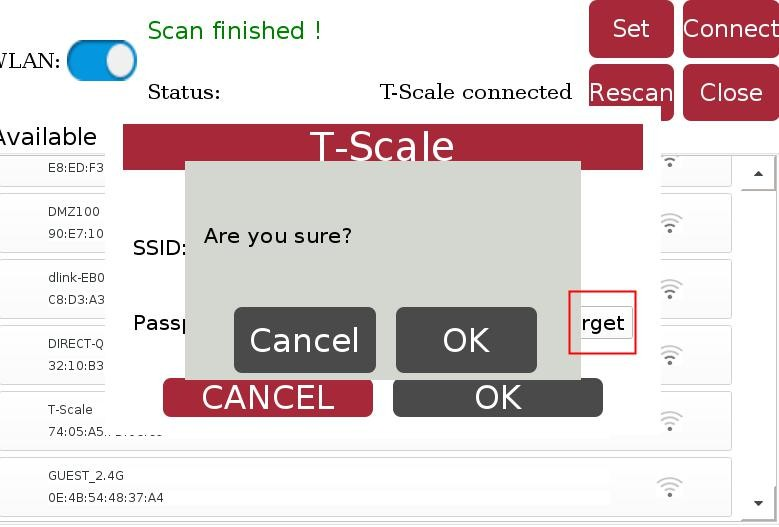 Scan finished !
Set
Connect
WLAN:
Status:
T-Scale connected
Rescan
Close
Available
T-Scale
E8:ED:F3
DMZ100
90:E7:10
Are you sure?
SSID:
dlink-EB0
C8:D3:A3
Passp
rget
DIRECT-Q
32:10:B3
Cancel
OK
CANCEL
OK
T-Scale
74:05:A5
GUEST_2.4G
0E:4B:54:48:37:A4